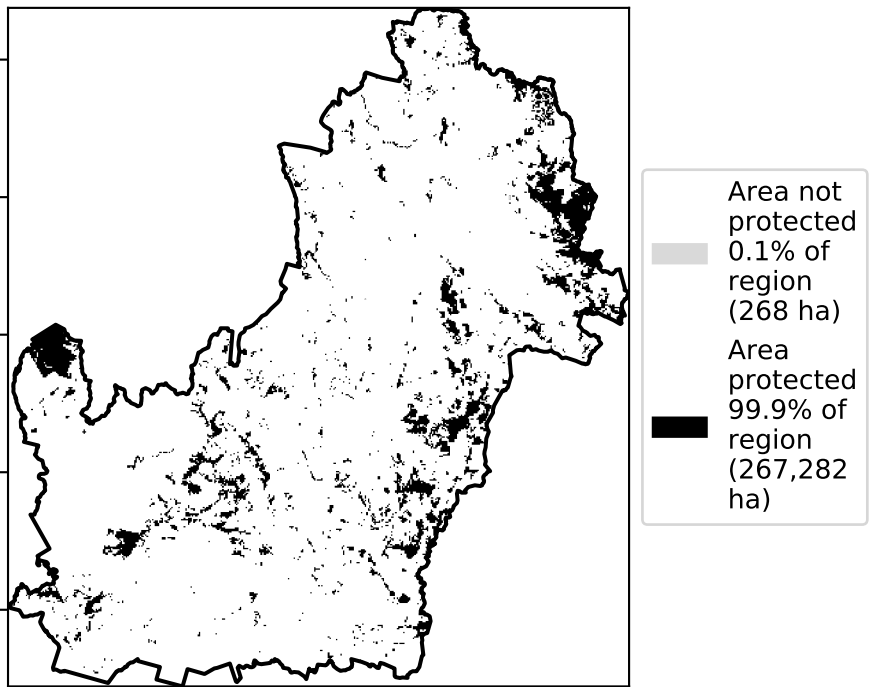 Area not
protected
0.1% of
region
(268 ha)
Area
protected
99.9% of
region
(267,282
ha)